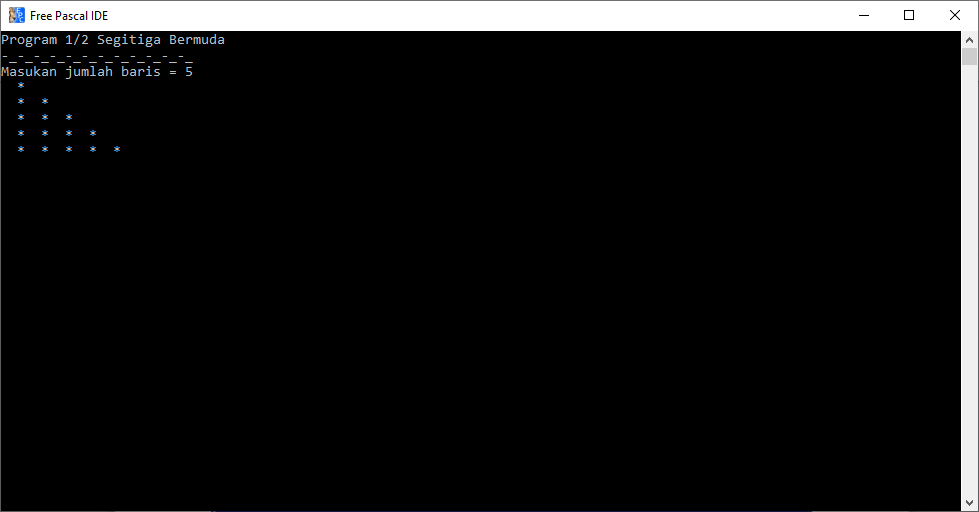 Free Pascal IDE
Program 1/2 Segitiga Bermuda
-_-_-_-_-_-_-_-_-_-_-_-_
Masukan jumlah baris = 5
  *
  *  *
  *  *  *
  *  *  *  *
  *  *  *  *  *